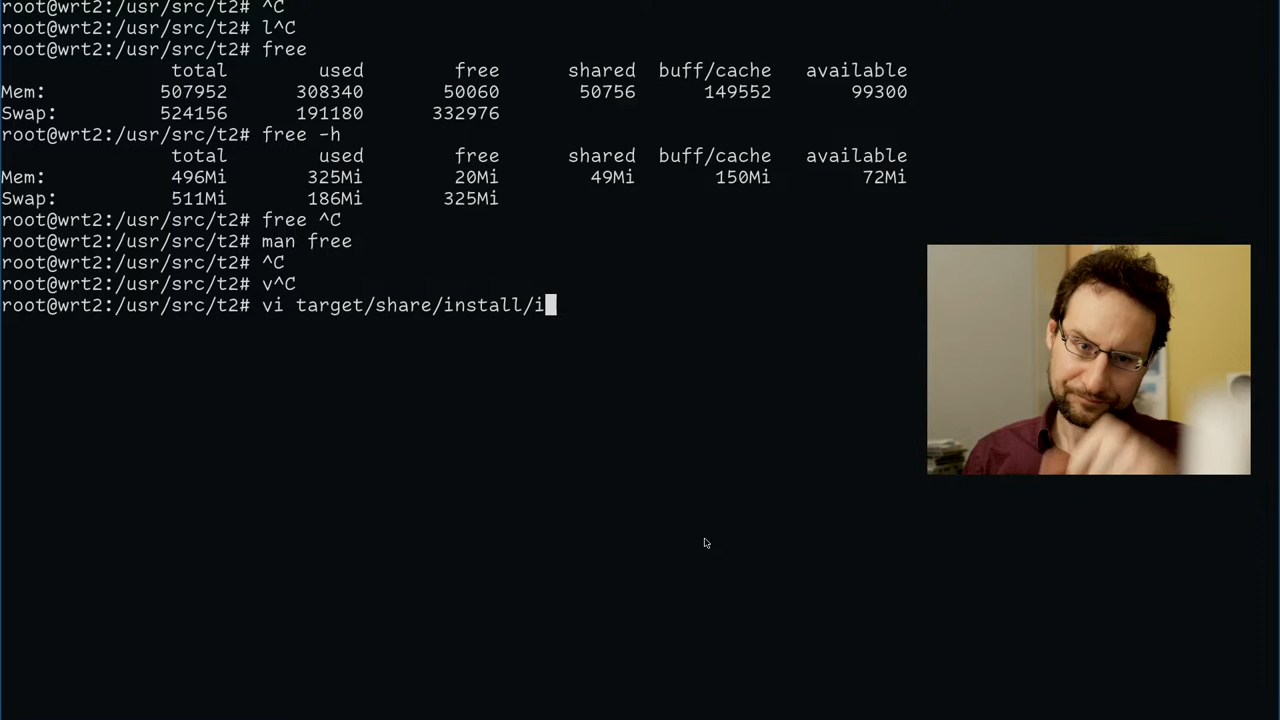 root@wrt2:/usr/src/t2# ^C
root@wrt2:/usr/src/t2# l^C
root@wrt2:/usr/src/t2# free
total used free shared buff/cache available
Mem: 507952 308340 50060 50756 149552 99300
Swap: 524156 191180 332976
root@wrt2:/usr/src/t2# free -h
total used free shared buff/cache available
Mem: 496Mi 325Mi 20Mi 49Mi 150Mi 72Mi
Swap: 511Mi 186Mi 325Mi
root@wrt2:/usr/src/t2# free ^C
root@wrt2:/usr/src/t2# man free
root@wrt2:/usr/src/t2# ^C
root@wrt2:/usr/src/t2# v^C
root@wrt2:/usr/src/t2# vi target/share/install/i